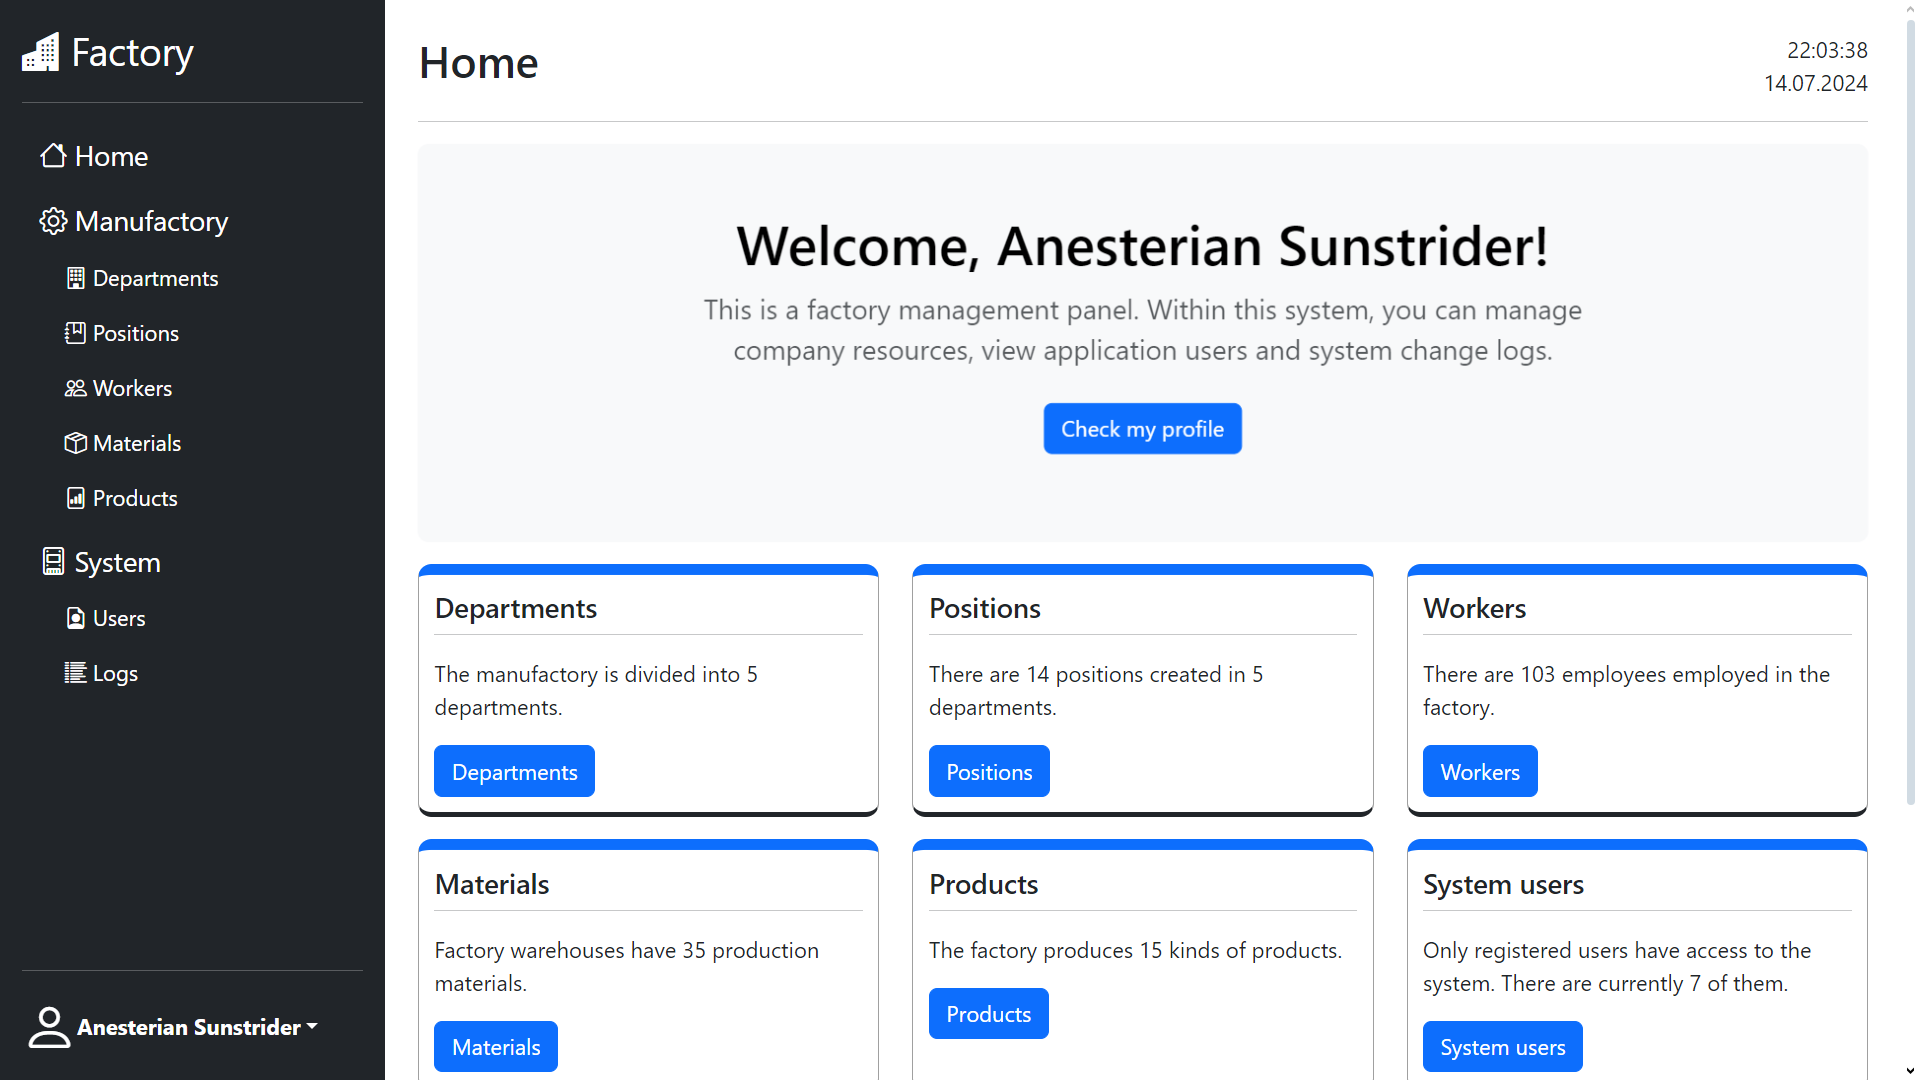 Factory
Home
Manufactory
Departments
Positions
Workers
Materials
Products
System
Users
Logs
Anesterian Sunstrider
Home
22:03:38
14.07.2024
Welcome, Anesterian Sunstrider!
This is a factory management panel. Within this system, you can manage
company resources, view application users and system change logs.
Check my profile
Departments
The manufactory is divided into 5
departments.
Departments
Positions
There are 14 positions created in 5
departments.
Positions
Workers
There are 103 employees employed in the
factory.
Workers
Materials
Factory warehouses have 35 production
materials.
Materials
Products
The factory produces 15 kinds of products.
Products
System users
Only registered users have access to the
system. There are currently 7 of them.
System users